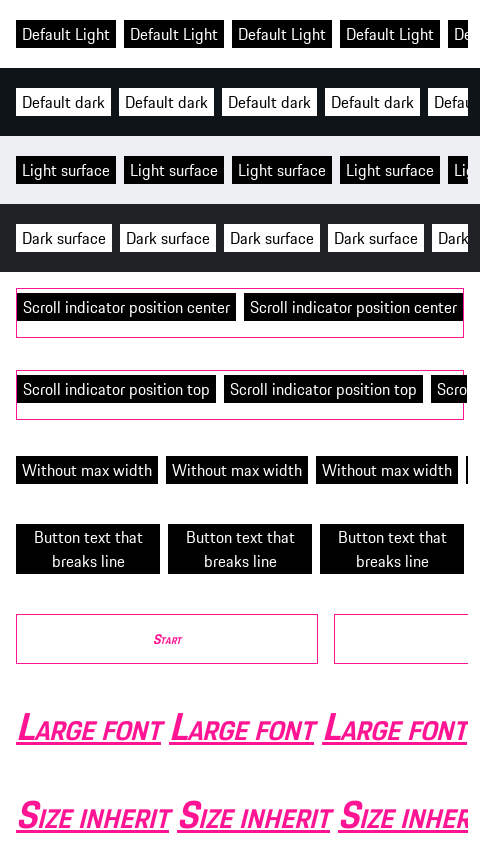 Default Light Default Light Default Light Default Light De
Default dark Default dark Default dark Default dark Defau
Light surface Light surface Light surface Light surface Lig
Dark surface Dark surface Dark surface Dark surface Dark
Scroll indicator position center Scroll indicator position center
Scroll indicator position top Scroll indicator position top Scro
Without max width Without max width Without max width
Button text that Button text that Button text that
breaks line breaks line breaks line
Start
Large font Large font Large font
Size inherit Size inherit Size inher